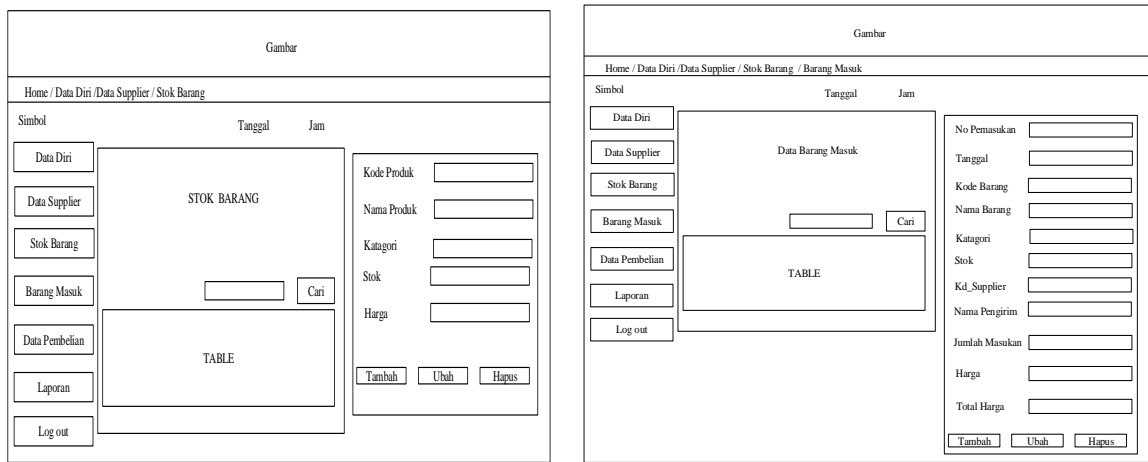 Gambar
Home / Data Diri /Data Supplier / Stok Barang
Simbol
Tanggal Jam
Data Diri
Data Supplier
Stok Barang
Barang Masuk
Data Pembelian
Laporan
Log out
STOK BARANG
Cari
TABLE
Kode Produk
Nama Produk
Katagori
Stok
Harga
Tambah Ubah Hapus
Gambar
Home / Data Diri /Data Supplier / Stok Barang / Barang Masuk
Simbol
Tanggal Jam
Data Diri
Data Supplier
Stok Barang
Barang Masuk
Data Pembelian
Laporan
Log out
Data Barang Masuk
Cari
TABLE
No Pemasukan
Tanggal
Kode Barang
Nama Barang
Katagori
Stok
Kd_Supplier
Nama Pengirim
Jumlah Masukan
Harga
Total Harga
Tambah Ubah Hapus